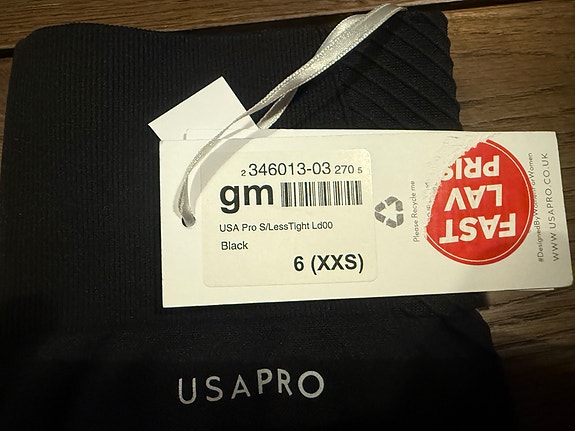 2 346013-03 270 5
gm
USA Pro S/LessTight Ld00
Black
6 (XXS)
Please Recycle me
FAST
LAV
PRIS
#DesignedByWomenForWomen
WWW.USAPRO.CO.UK
USAPRO